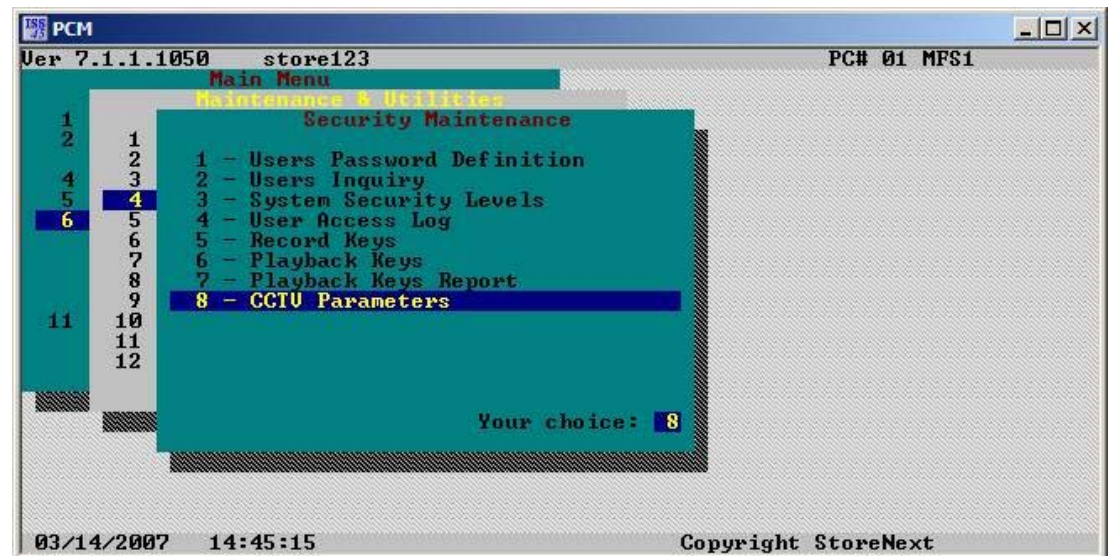 ISS 45 PCM
Ver 7.1.1.1050 store123 PC# 01 MFS1
Main Menu
Maintenance & Utilities
1 Security Maintenance
2 1
2 1 - Users Password Definition
4 3 2 - Users Inquiry
5 4 3 - System Security Levels
6 5 4 - User Access Log
6 5 - Record Keys
7 6 - Playback Keys
8 7 - Playback Keys Report
9 8 - CCTV Parameters
11 10
11
12
Your choice: 8
03/14/2007 14:45:15 Copyright StoreNext